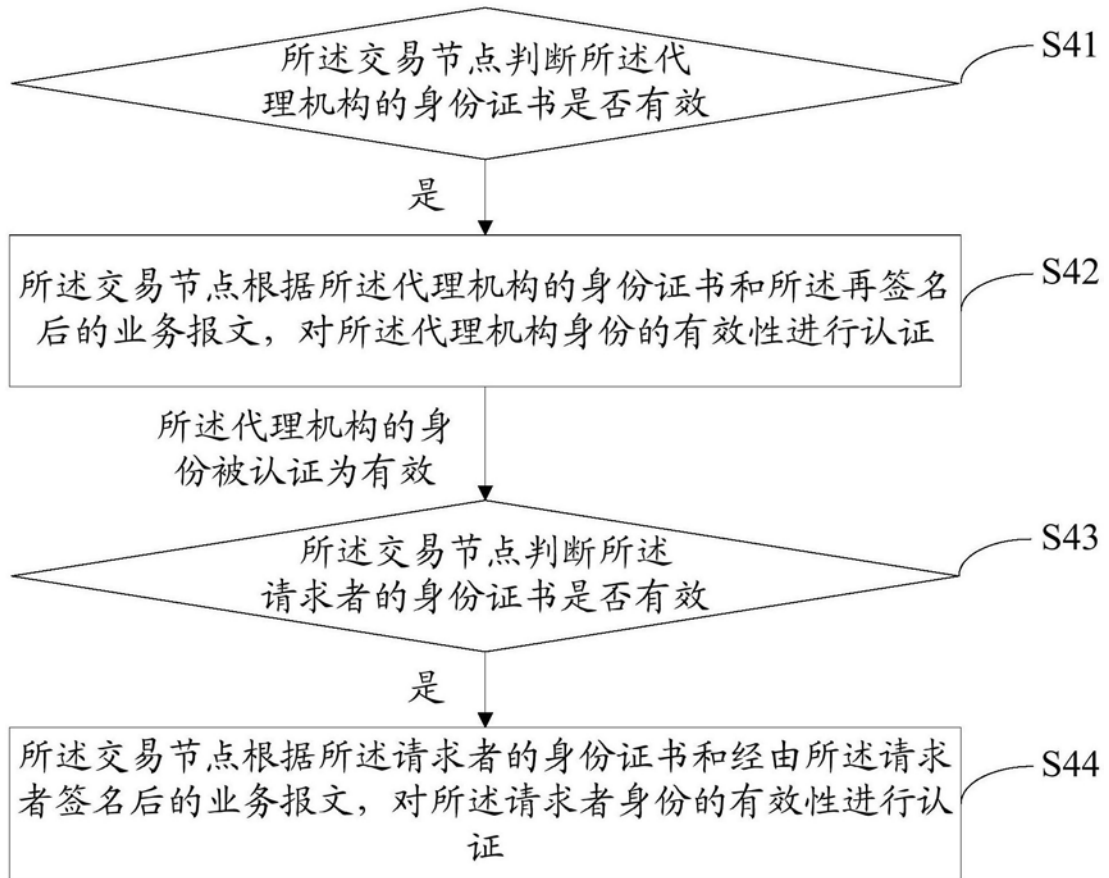 所述交易节点判断所述代
理机构的身份证书是否有效
S41
是
所述交易节点根据所述代理机构的身份证书和所述再签名
后的业务报文，对所述代理机构身份的有效性进行认证
S42
所述代理机构的身
份被认证为有效
所述交易节点判断所述
请求者的身份证书是否有效
S43
是
所述交易节点根据所述请求者的身份证书和经由所述请求
者签名后的业务报文，对所述请求者身份的有效性进行认
证
S44